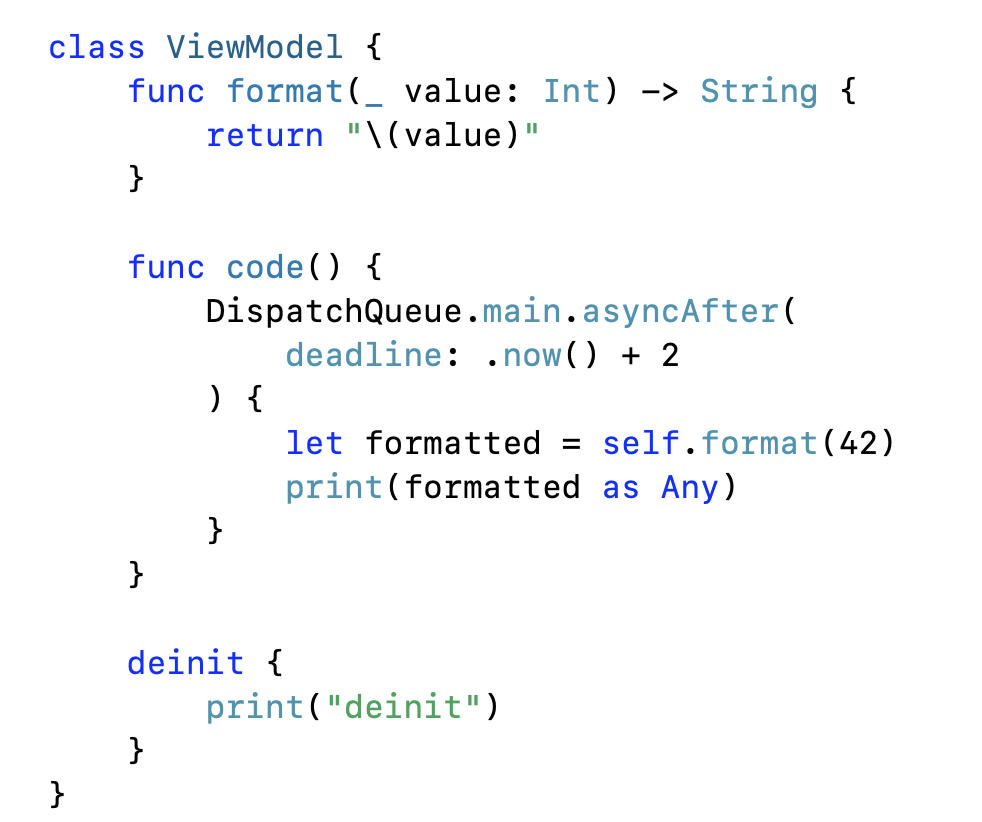 class ViewModel {
    func format(_ value: Int) -> String {
        return "\(value)"
    }

    func code() {
        DispatchQueue.main.asyncAfter(
            deadline: .now() + 2
        ) {
            let formatted = self.format(42)
            print(formatted as Any)
        }
    }

    deinit {
        print("deinit")
    }
}